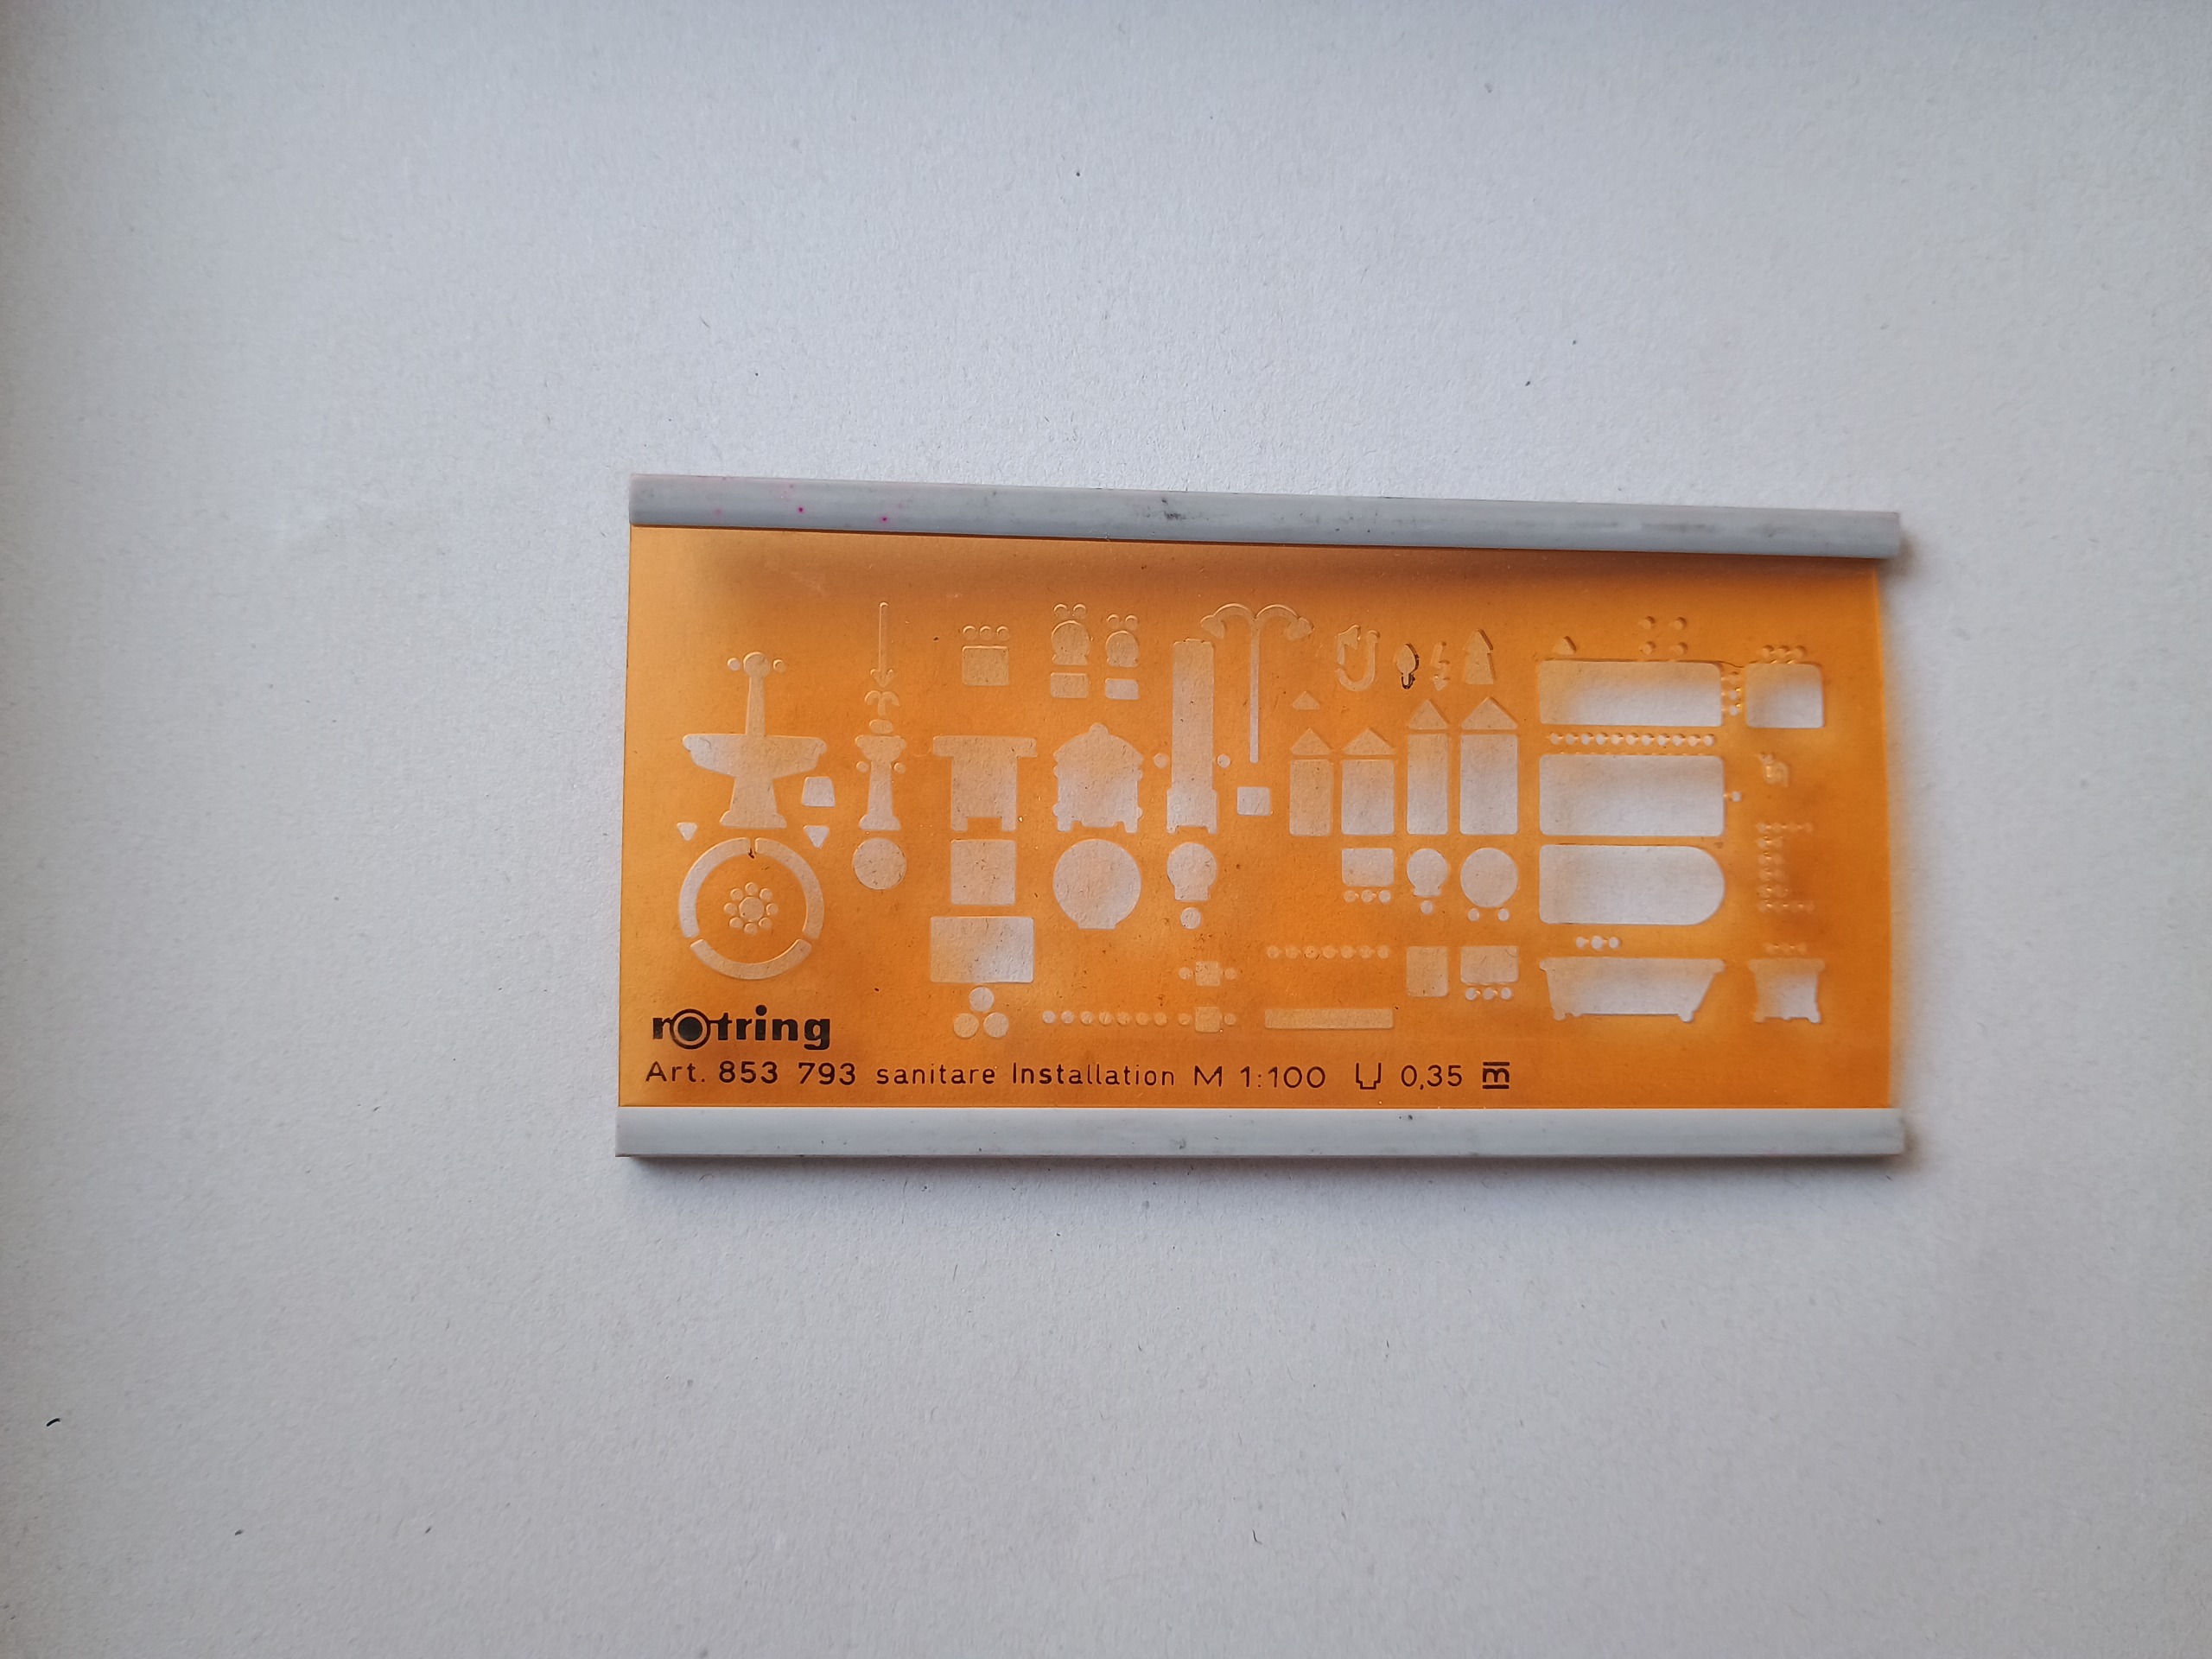 rotring
Art. 853 793 sanitare Installation M 1:100 0,35 m